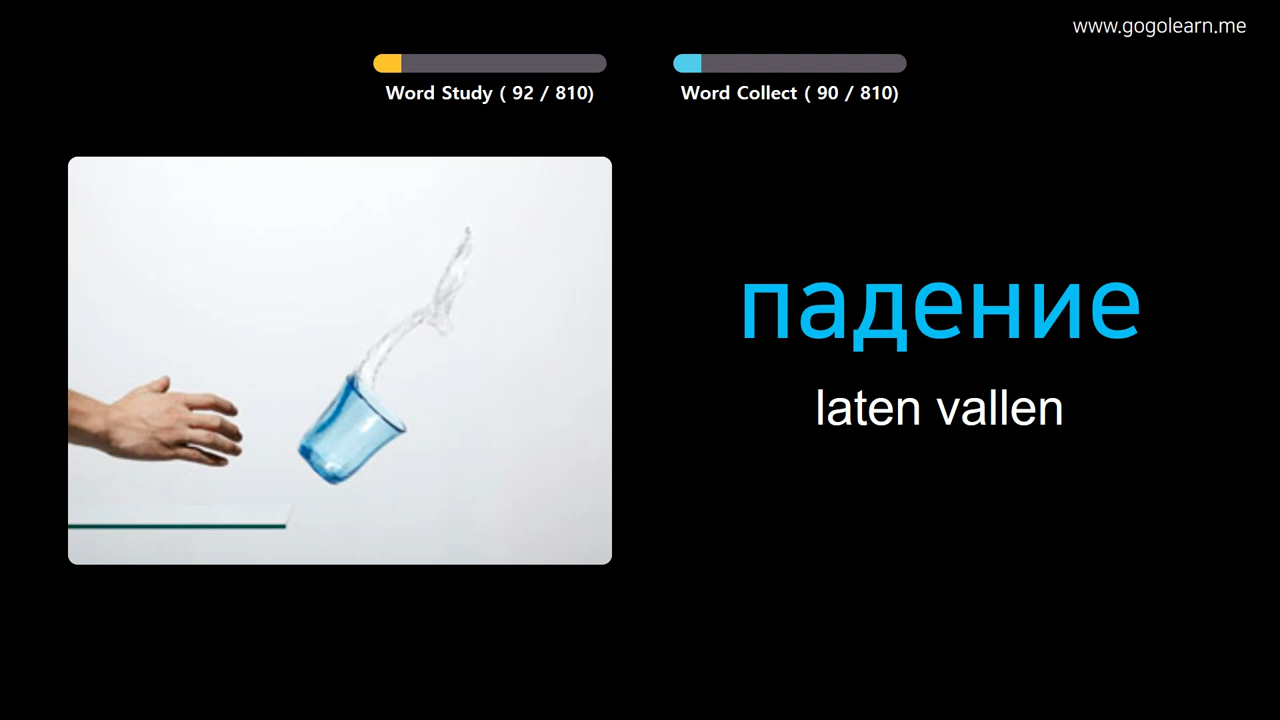 www.gogolearn.me
Word Study ( 92 / 810)
Word Collect ( 90 / 810)
падение
laten vallen